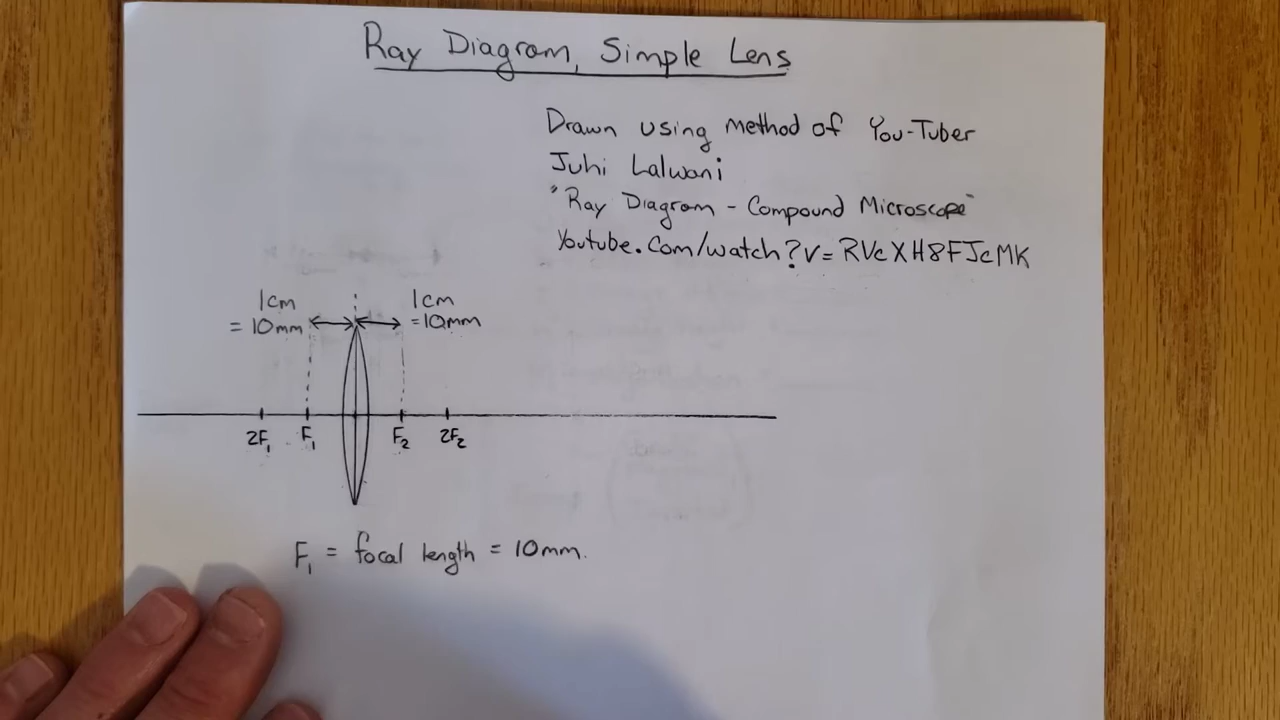 Ray Diagram, Simple Lens
Drawn using method of You-Tuber
Juhi Lalwani
"Ray Diagram - Compound Microscope"
Youtube.com/watch?v=RVcXH8FJcMK
1cm
= 10mm
1cm
=10mm
2F₁ F₁ F₂ 2F₂
F₁ = focal length = 10mm.